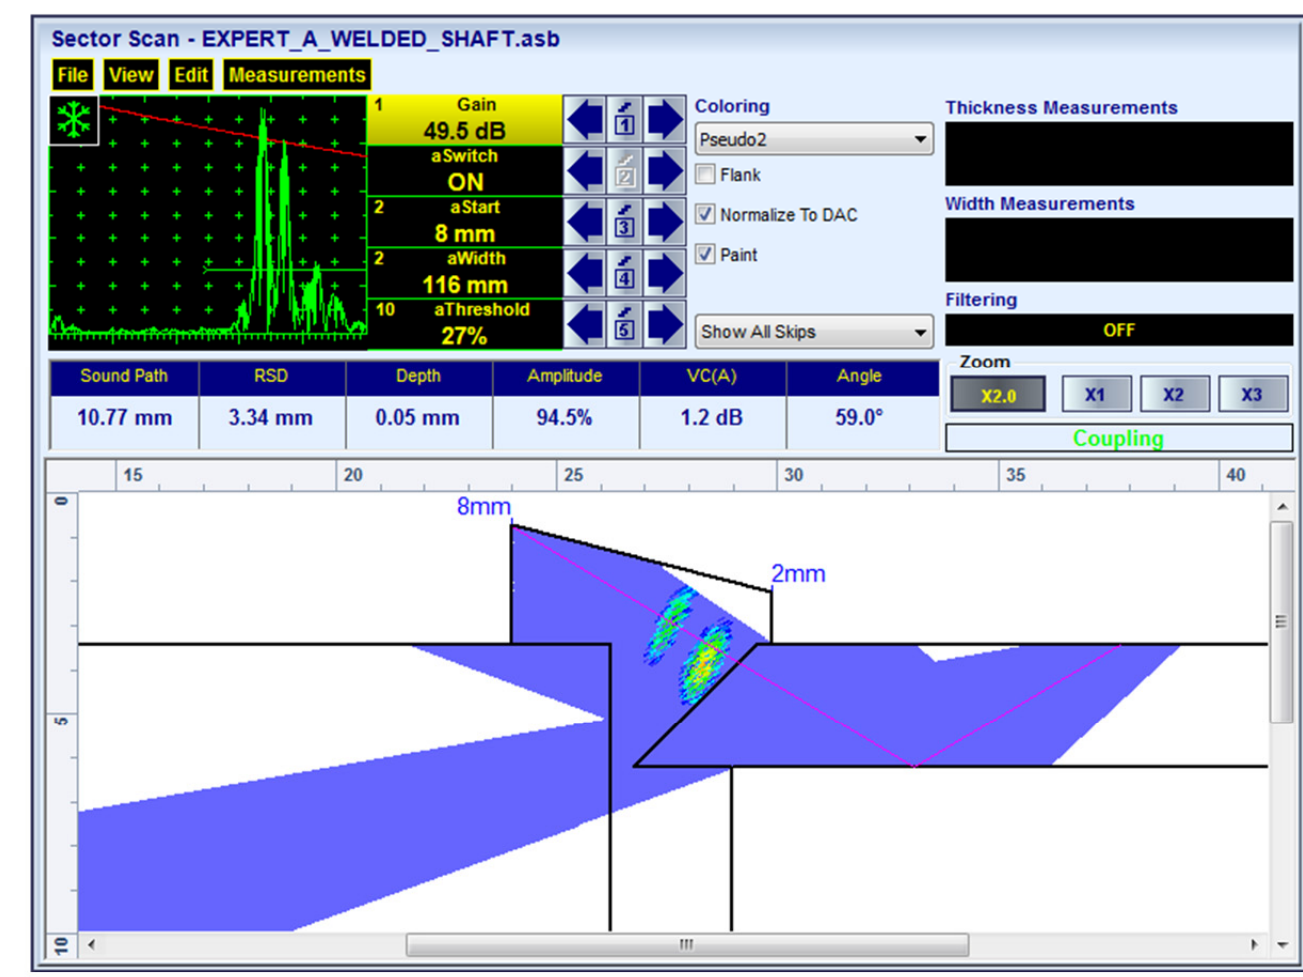 Sector Scan - EXPERT_A_WELDED_SHAFT.asb
File View Edit Measurements
1 Gain
49.5 dB
1
aSwitch
ON
2
2 aStart
8 mm
3
2 aWidth
116 mm
4
10 aThreshold
27%
5
Coloring
Pseudo2
Flank
Normalize To DAC
Paint
Show All Skips
Thickness Measurements
Width Measurements
Filtering
OFF
Sound Path RSD Depth Amplitude VC(A) Angle
10.77 mm 3.34 mm 0.05 mm 94.5% 1.2 dB 59.0°
Zoom
X2.0 X1 X2 X3
Coupling
15 20 25 30 35 40
0
8mm
2mm
5
10